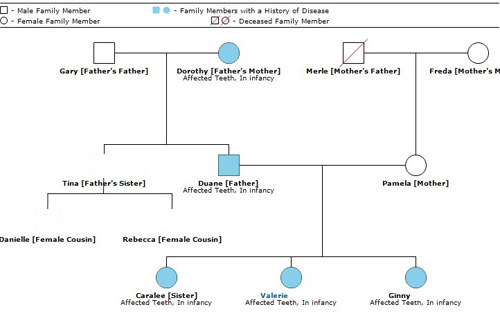 - Male Family Member
- Family Members with a History of Disease
- Female Family Member
- Deceased Family Member
Gary [Father's Father]
Dorothy [Father's Mother]
Affected Teeth, In infancy
Merle [Mother's Father]
Freda [Mother's M
Tina [Father's Sister]
Duane [Father]
Affected Teeth, In infancy
Pamela [Mother]
Danielle [Female Cousin]
Rebecca [Female Cousin]
Caralee [Sister]
Affected Teeth, In infancy
Valerie
Affected Teeth, In infancy
Ginny
Affected Teeth, In infancy